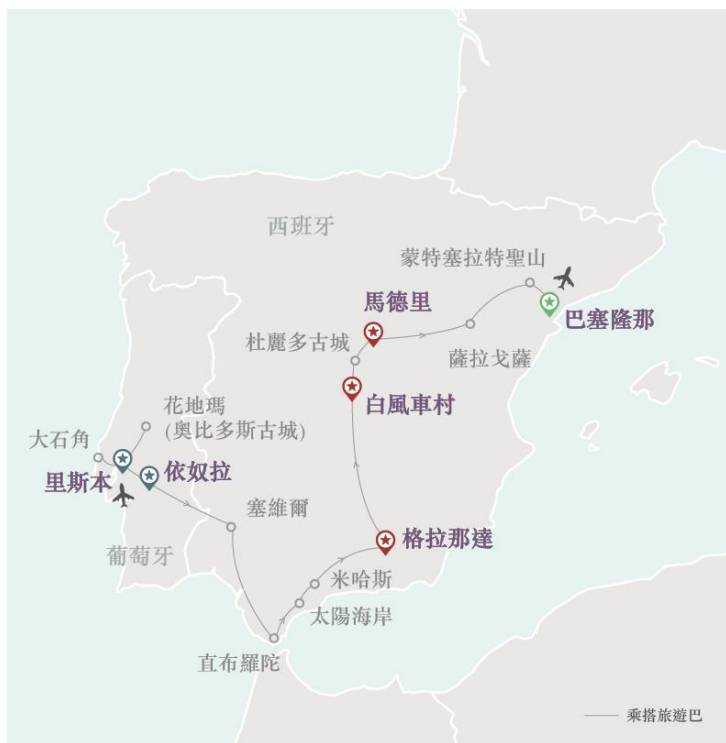 西班牙
蒙特塞拉特聖山
馬德里
巴塞隆那
杜麗多古城
薩拉戈薩
白風車村
花地瑪
(奧比多斯古城)
大石角
里斯本
依奴拉
塞維爾
格拉那達
葡萄牙
米哈斯
太陽海岸
直布羅陀
乘搭旅遊巴